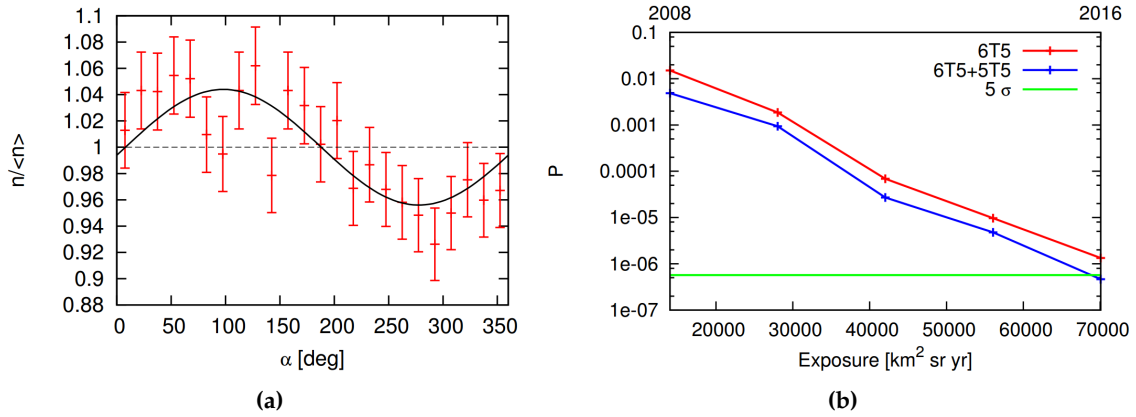 n/<n>
1.1
1.08
1.06
1.04
1.02
1
0.98
0.96
0.94
0.92
0.9
0.88
0 50 100 150 200 250 300 350
α [deg]
(a)
2008 2016
P
0.1
0.01
0.001
0.0001
1e-05
1e-06
1e-07
6T5
6T5+5T5
5 σ
20000 30000 40000 50000 60000 70000
Exposure [km² sr yr]
(b)